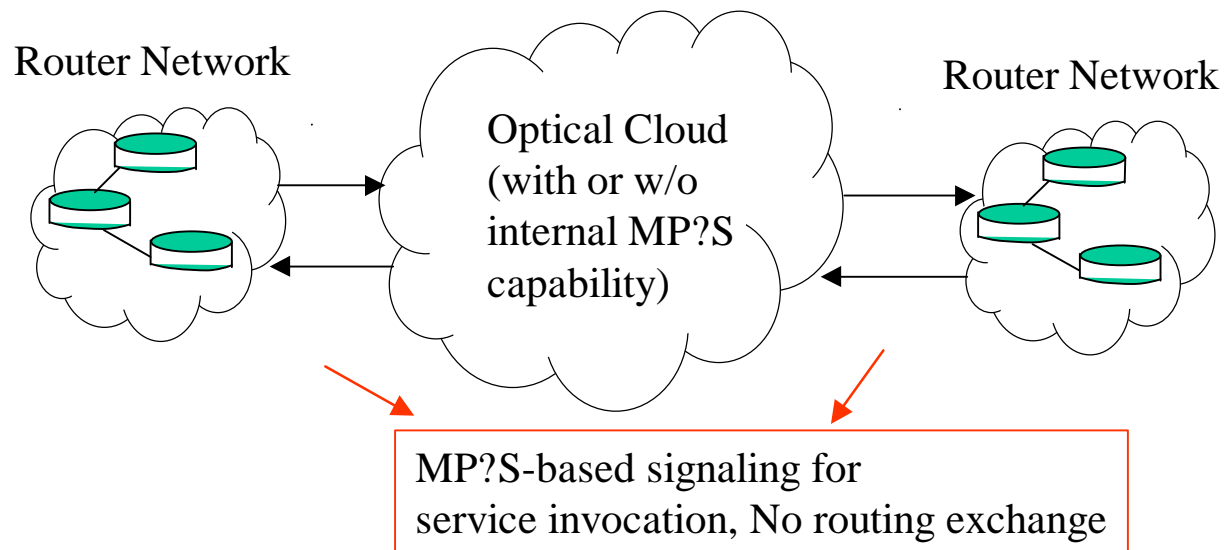 Router Network
Router Network
Optical Cloud
(with or w/o
internal MP?S
capability)
MP?S-based signaling for
service invocation, No routing exchange